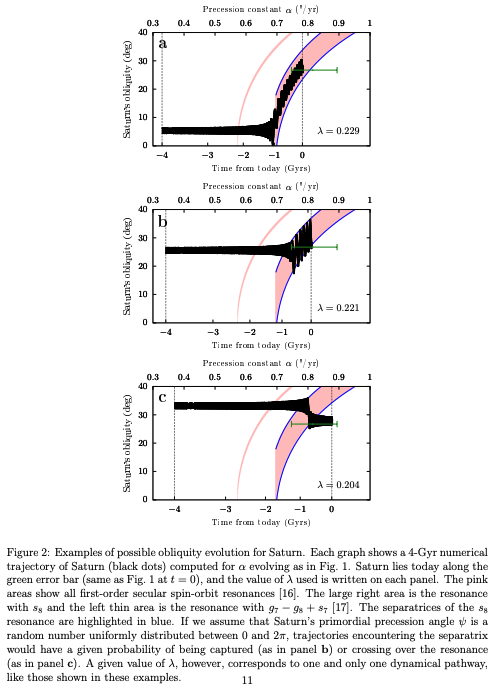 Precession constant α ("/yr)
0.3 0.4 0.5 0.6 0.7 0.8 0.9 1
Saturn's obliquity (deg)
40
30
20
10
0
a
λ = 0.229
−4 −3 −2 −1 0
Time from today (Gyrs)
Precession constant α ("/yr)
0.3 0.4 0.5 0.6 0.7 0.8 0.9 1
Saturn's obliquity (deg)
40
30
20
10
0
b
λ = 0.221
−4 −3 −2 −1 0
Time from today (Gyrs)
Precession constant α ("/yr)
0.3 0.4 0.5 0.6 0.7 0.8 0.9 1
Saturn's obliquity (deg)
40
30
20
10
0
c
λ = 0.204
−4 −3 −2 −1 0
Time from today (Gyrs)
Figure 2: Examples of possible obliquity evolution for Saturn. Each graph shows a 4-Gyr numerical
trajectory of Saturn (black dots) computed for α evolving as in Fig. 1. Saturn lies today along the
green error bar (same as Fig. 1 at t = 0), and the value of λ used is written on each panel. The pink
areas show all first-order secular spin-orbit resonances [16]. The large right area is the resonance
with s₈ and the left thin area is the resonance with g₇ − g₈ + s₇ [17]. The separatrices of the s₈
resonance are highlighted in blue. If we assume that Saturn's primordial precession angle ψ is a
random number uniformly distributed between 0 and 2π, trajectories encountering the separatrix
would have a given probability of being captured (as in panel b) or crossing over the resonance
(as in panel c). A given value of λ, however, corresponds to one and only one dynamical pathway,
like those shown in these examples.
11